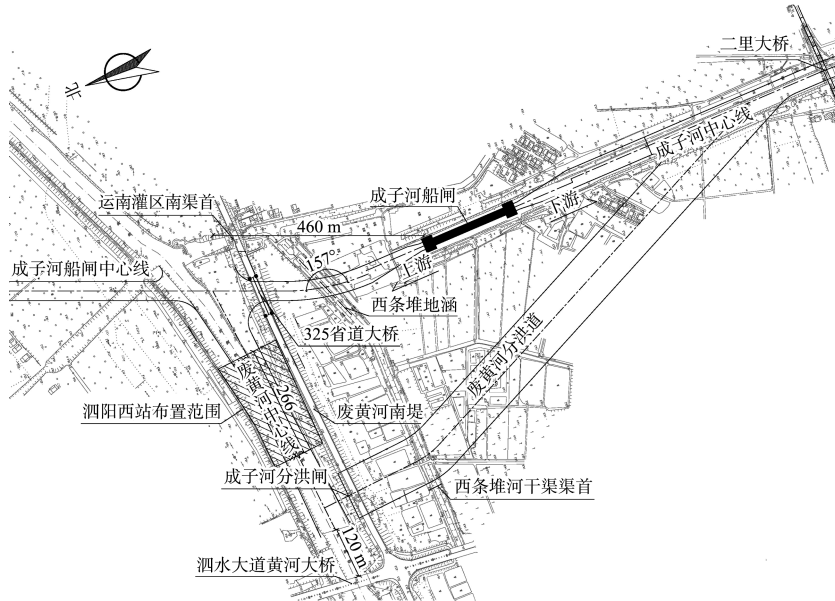 二里大桥
北
成子河中心线
运南灌区南渠首
成子河船闸
460 m
下游
成子河船闸中心线
157°
上游
西条堆地涵
325省道大桥
废黄河分洪道
废黄河中心线
266
泗阳西站布置范围
废黄河南堤
成子河分洪闸
西条堆河干渠渠首
120 m
泗水大道黄河大桥